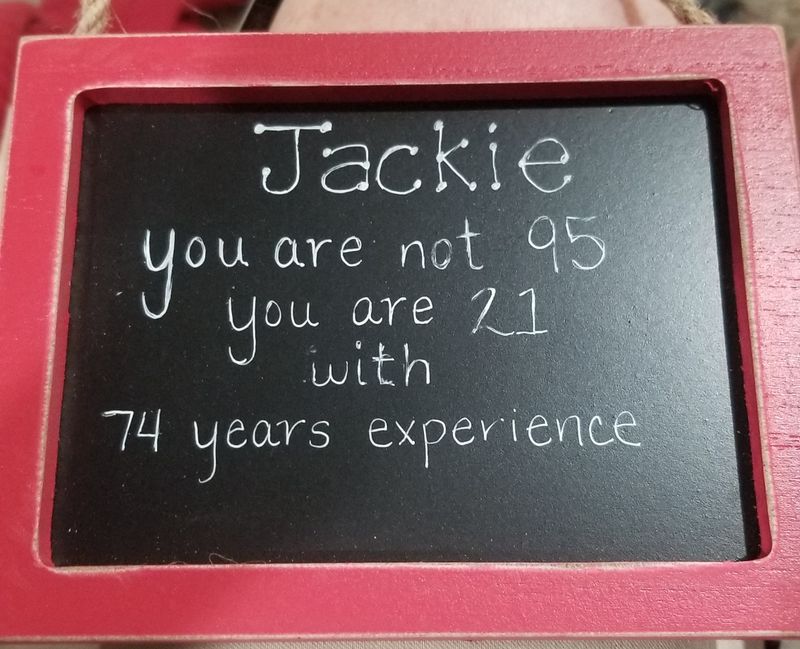 Jackie
you are not 95
you are 21
with
74 years experience